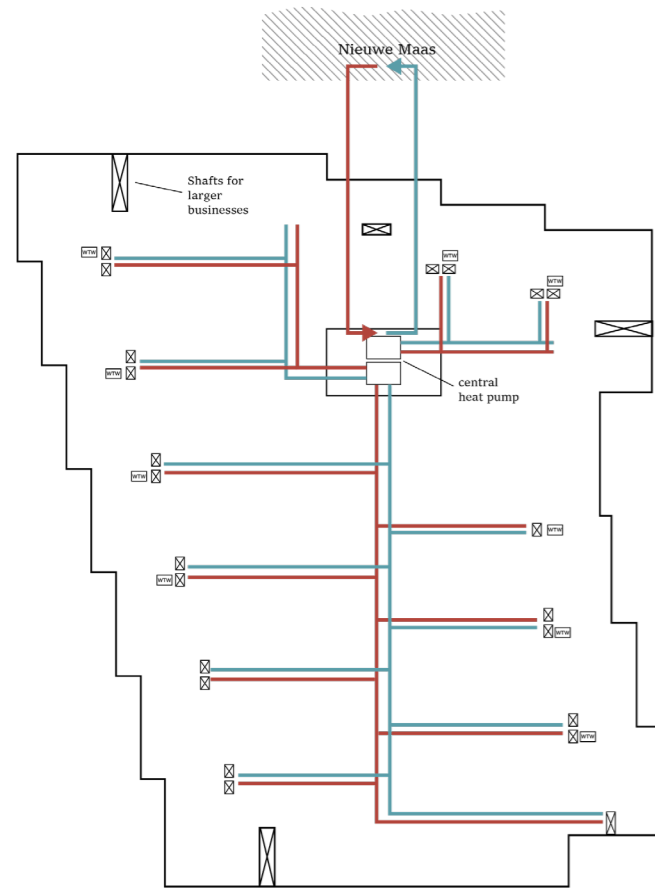 Nieuwe Maas
Shafts for
larger
businesses
WTW
WTW
WTW
central
heat pump
WTW
WTW
WTW
WTW
WTW
WTW